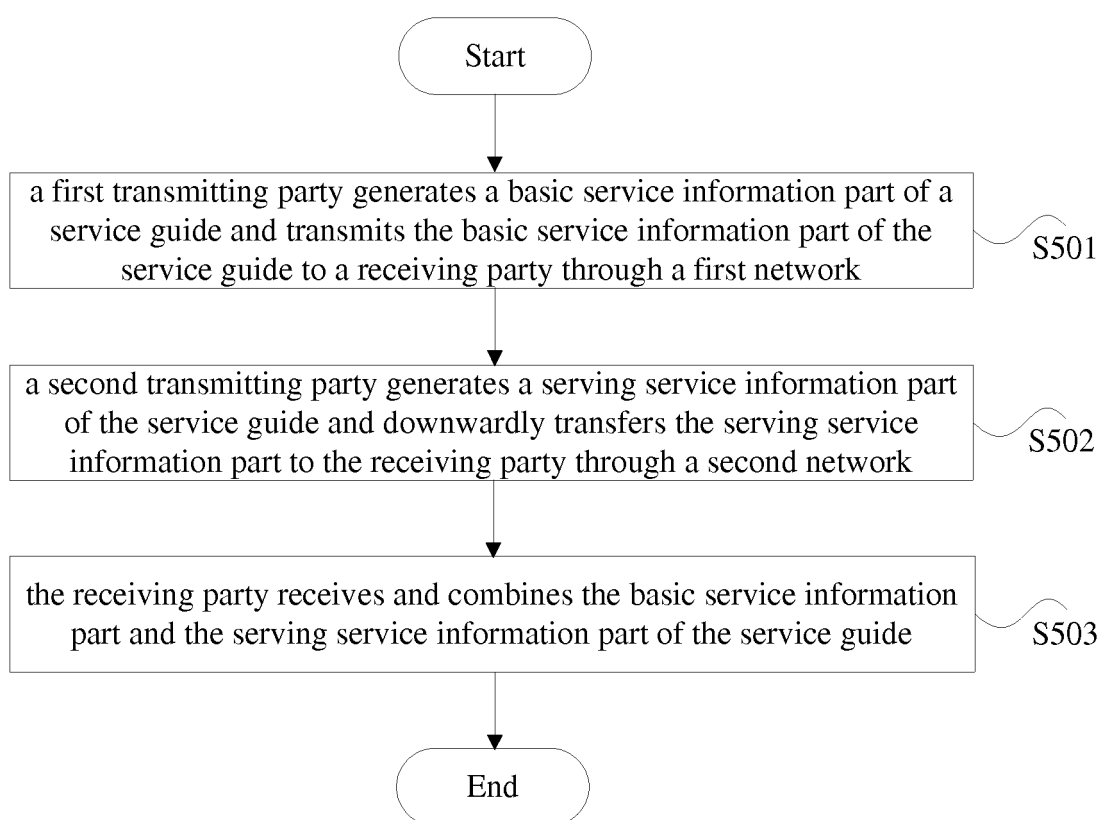 Start
a first transmitting party generates a basic service information part of a
service guide and transmits the basic service information part of the
service guide to a receiving party through a first network
S501
a second transmitting party generates a serving service information part
of the service guide and downwardly transfers the serving service
information part to the receiving party through a second network
S502
the receiving party receives and combines the basic service information
part and the serving service information part of the service guide
S503
End